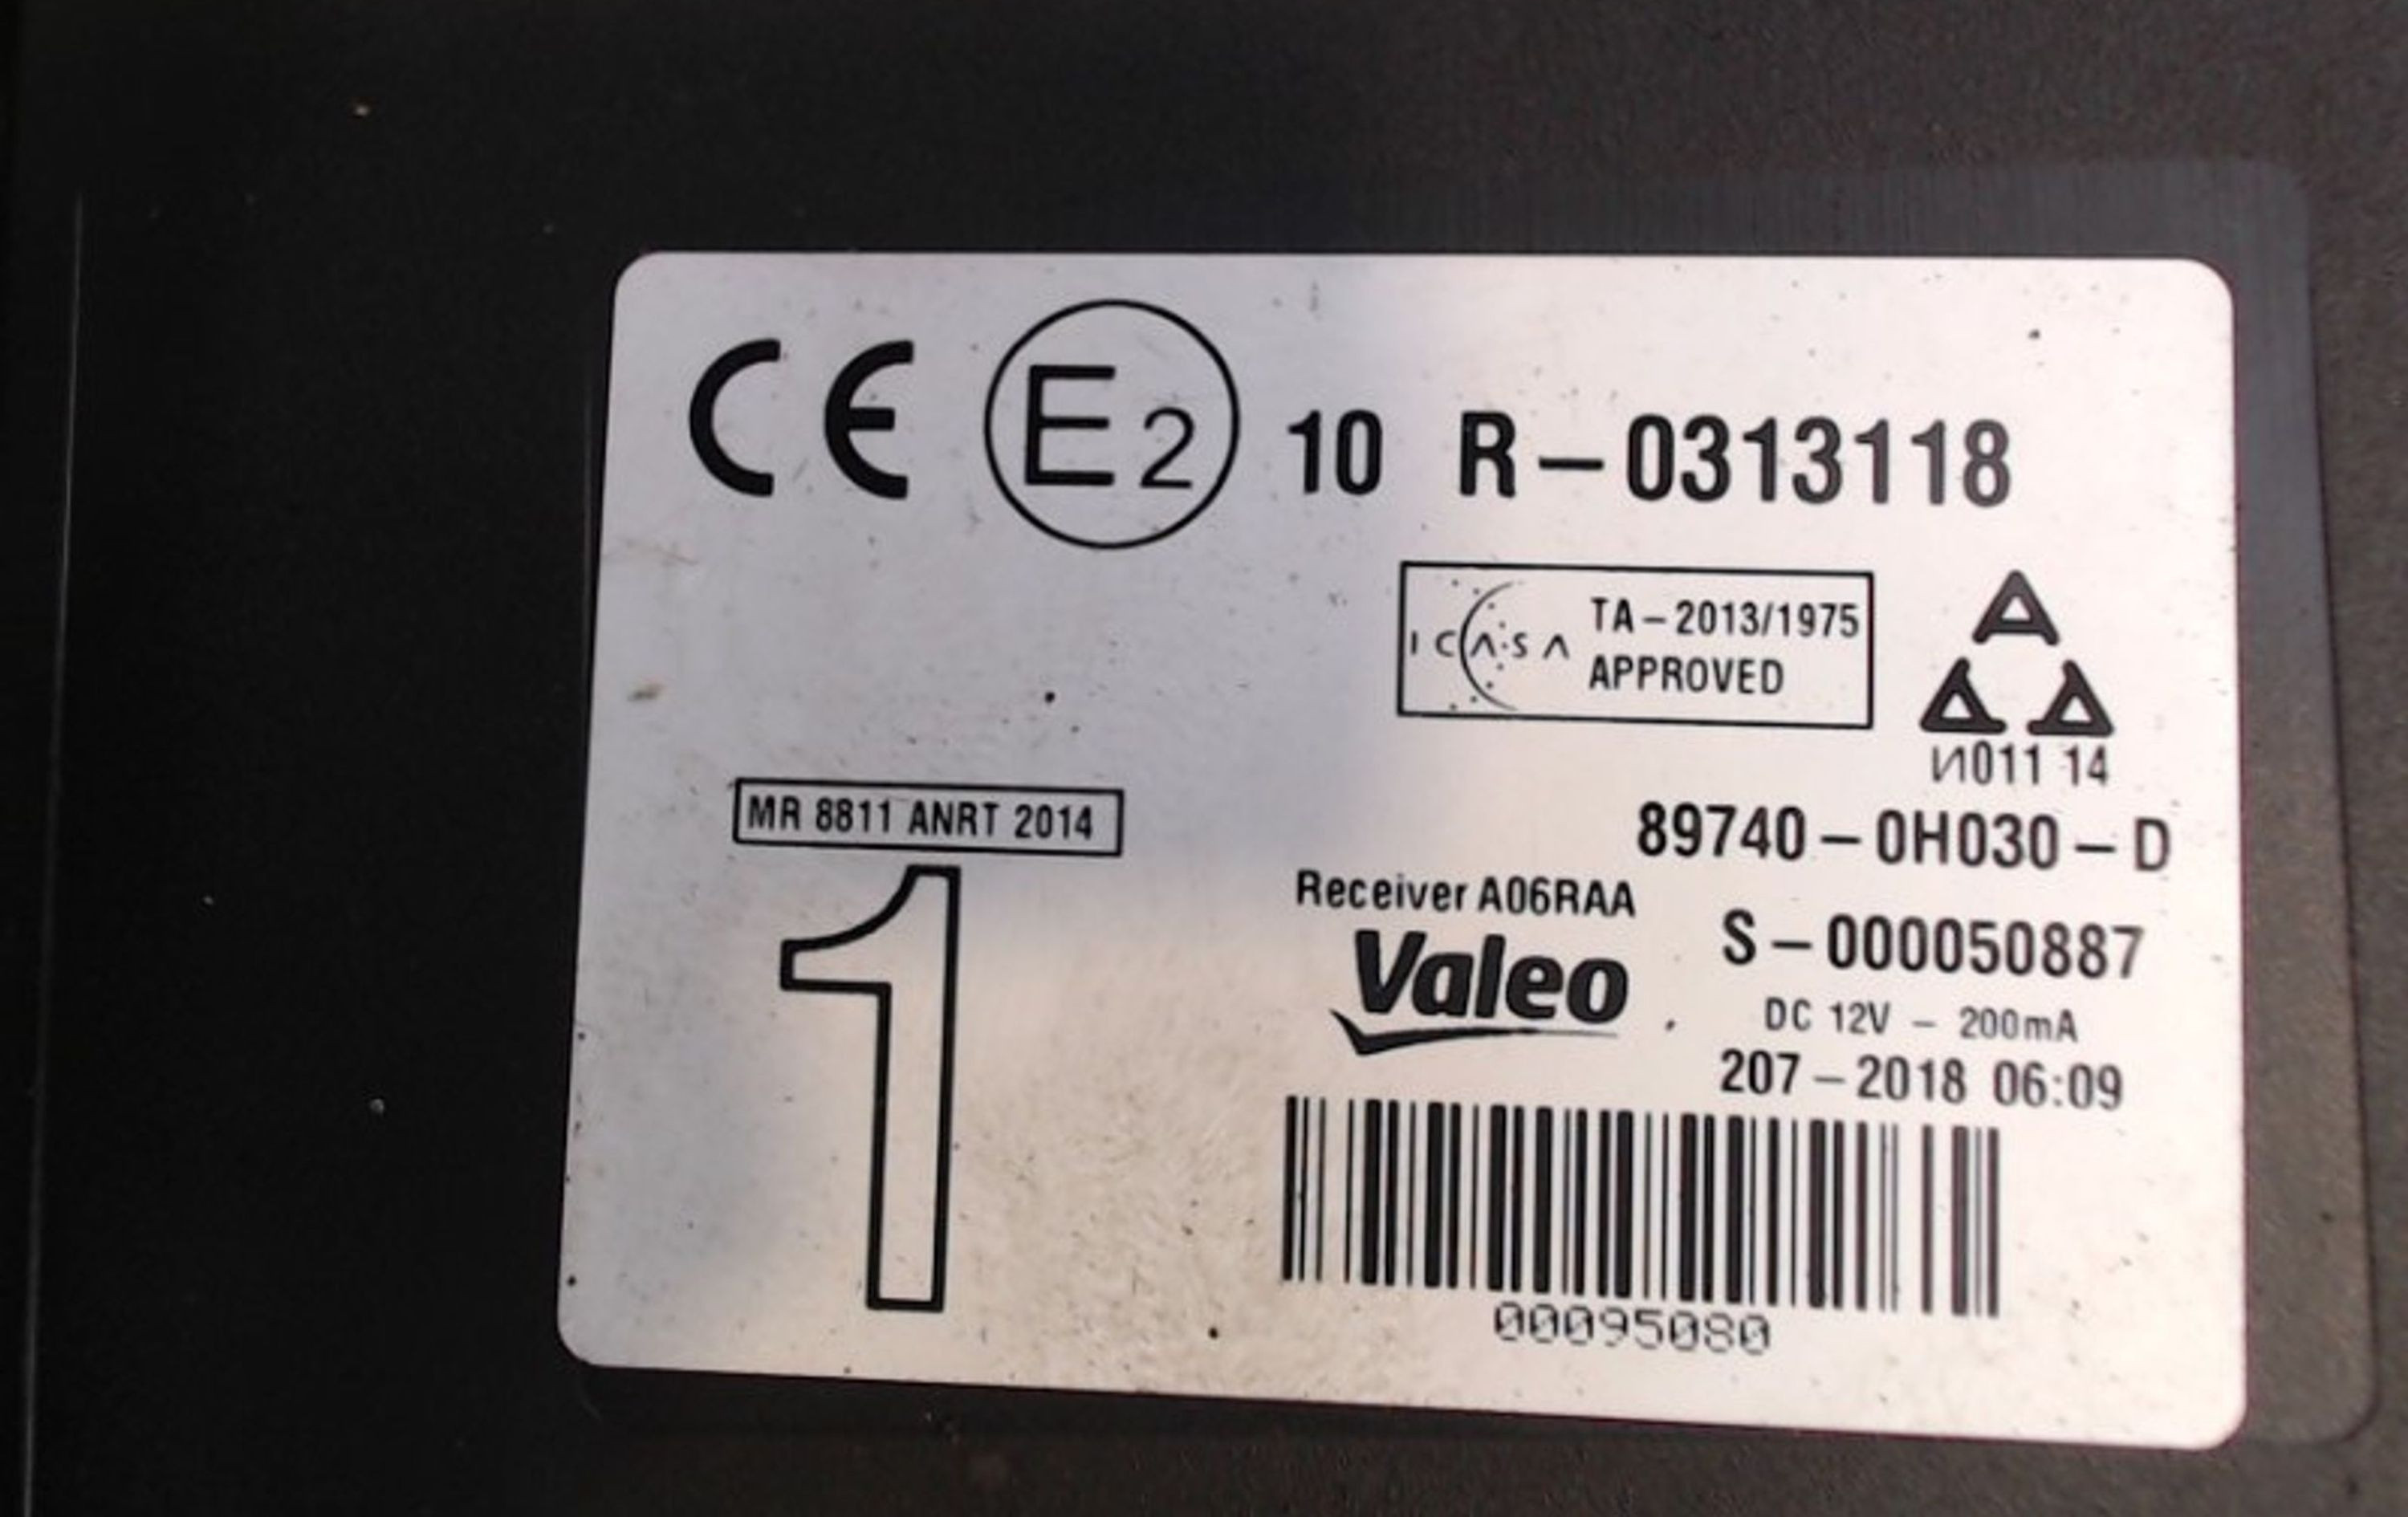 CE E2 10 R-0313118
ICASA TA-2013/1975
APPROVED
И011 14
MR 8811 ANRT 2014
89740-0H030-D
Receiver A06RAA
S-000050887
Valeo
DC 12V - 200mA
207-2018 06:09
1
00095080